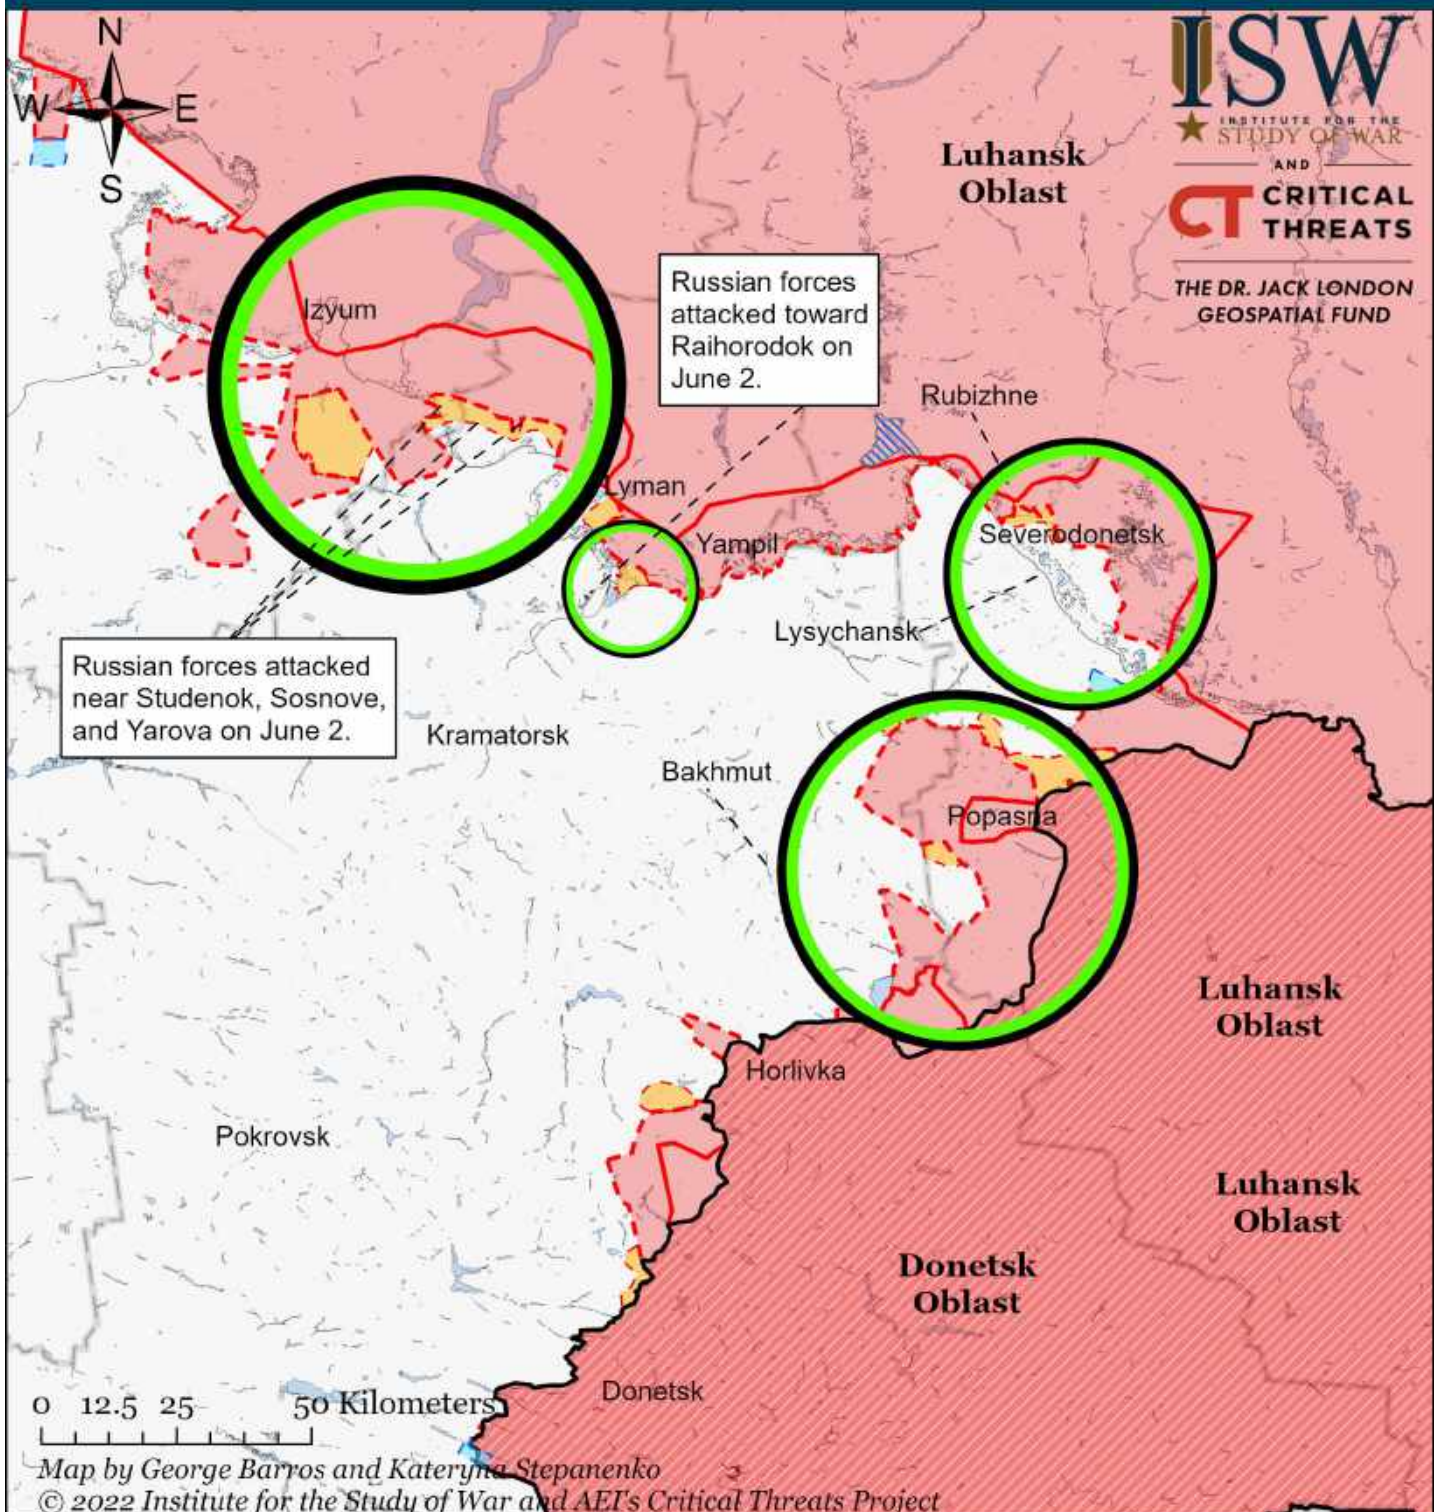 N
W
E
S
ISW
INSTITUTE FOR THE
STUDY OF WAR
AND
CT CRITICAL
THREATS
THE DR. JACK LONDON
GEOSPATIAL FUND
Luhansk
Oblast
Izyum
Russian forces
attacked toward
Raihorodok on
June 2.
Rubizhne
Lyman
Yampil
Severodonetsk
Lysychansk
Russian forces attacked
near Studenok, Sosnove,
and Yarova on June 2.
Kramatorsk
Bakhmut
Popasna
Luhansk
Oblast
Horlivka
Pokrovsk
Luhansk
Oblast
Donetsk
Oblast
Donetsk
0 12.5 25 50 Kilometers
Map by George Barros and Kateryna Stepanenko
© 2022 Institute for the Study of War and AEI's Critical Threats Project